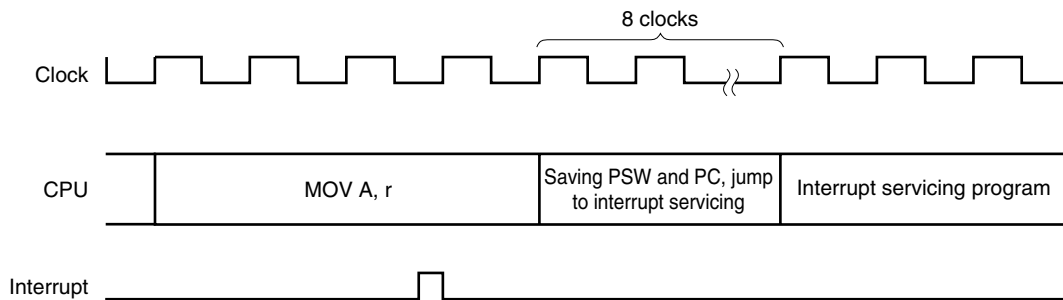 8 clocks
Clock
CPU
MOV A, r
Saving PSW and PC, jump
to interrupt servicing
Interrupt servicing program
Interrupt